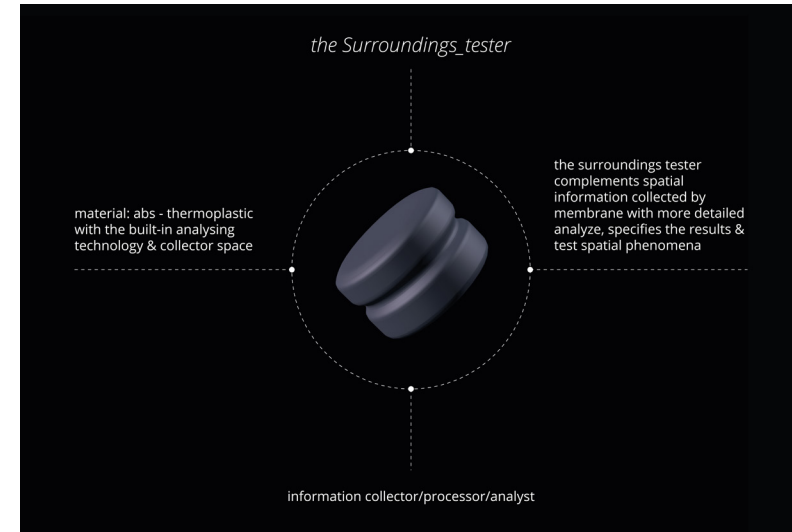 the Surroundings_tester
material: abs - thermoplastic
with the built-in analysing
technology & collector space
the surroundings tester
complements spatial
information collected by
membrane with more detailed
analyze, specifies the results &
test spatial phenomena
information collector/processor/analyst